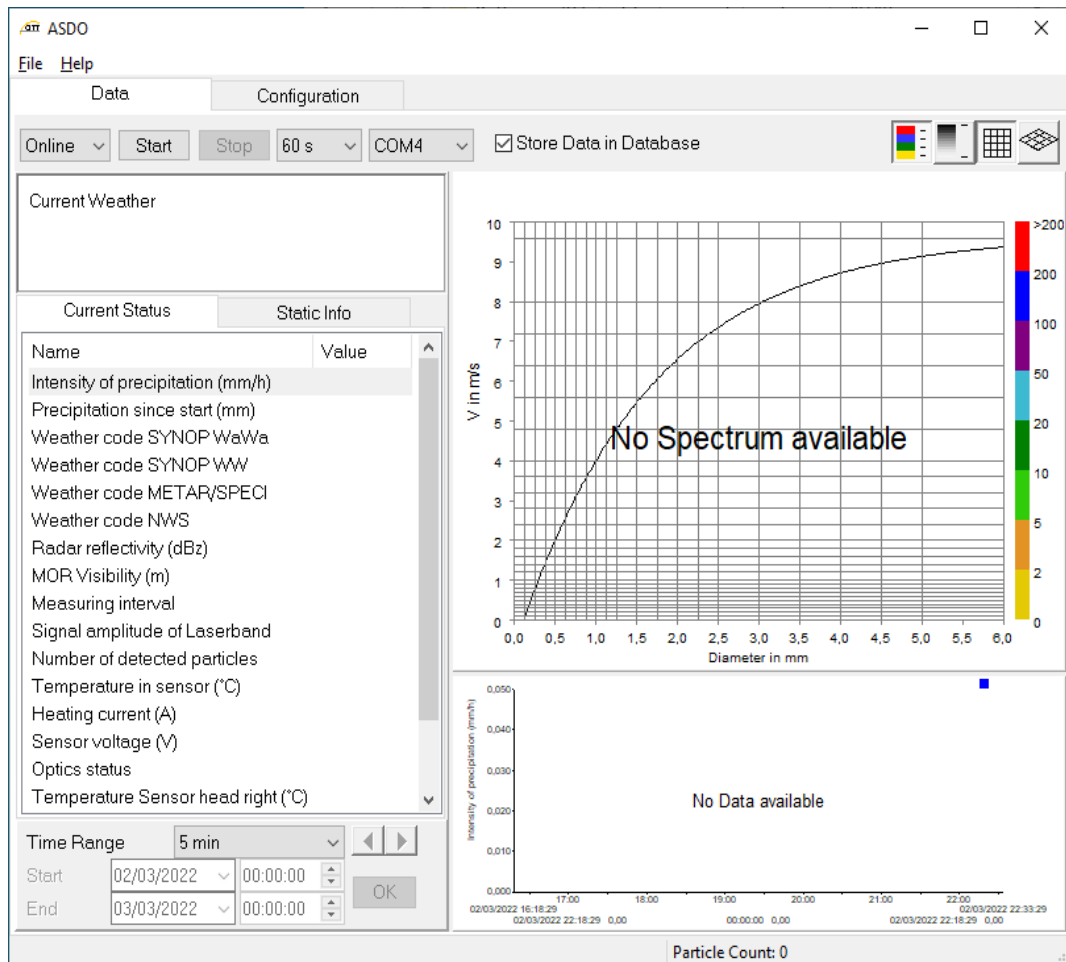 ATT ASDO
File Help
Data Configuration
Online Start Stop 60 s COM4 Store Data in Database
Current Weather
Current Status Static Info
Name Value
Intensity of precipitation (mm/h)
Precipitation since start (mm)
Weather code SYNOP WaWa
Weather code SYNOP WW
Weather code METAR/SPECI
Weather code NWS
Radar reflectivity (dBz)
MOR Visibility (m)
Measuring interval
Signal amplitude of Laserband
Number of detected particles
Temperature in sensor (°C)
Heating current (A)
Sensor voltage (V)
Optics status
Temperature Sensor head right (°C)
Time Range 5 min
Start 02/03/2022 00:00:00
End 03/03/2022 00:00:00
OK
V in m/s
10
9
8
7
6
5
4
3
2
1
0
No Spectrum available
0,0 0,5 1,0 1,5 2,0 2,5 3,0 3,5 4,0 4,5 5,0 5,5 6,0
Diameter in mm
>200
200
100
50
20
10
5
2
0
Intensity of precipitation (mm/h)
0,050
0,040
0,030
0,020
0,010
0,000
No Data available
17:00 18:00 19:00 20:00 21:00 22:00
02/03/2022 16:18:29 02/03/2022 22:33:29
02/03/2022 22:18:29 0,00 00:00:00 0,00 02/03/2022 22:18:29 0,00
Particle Count: 0